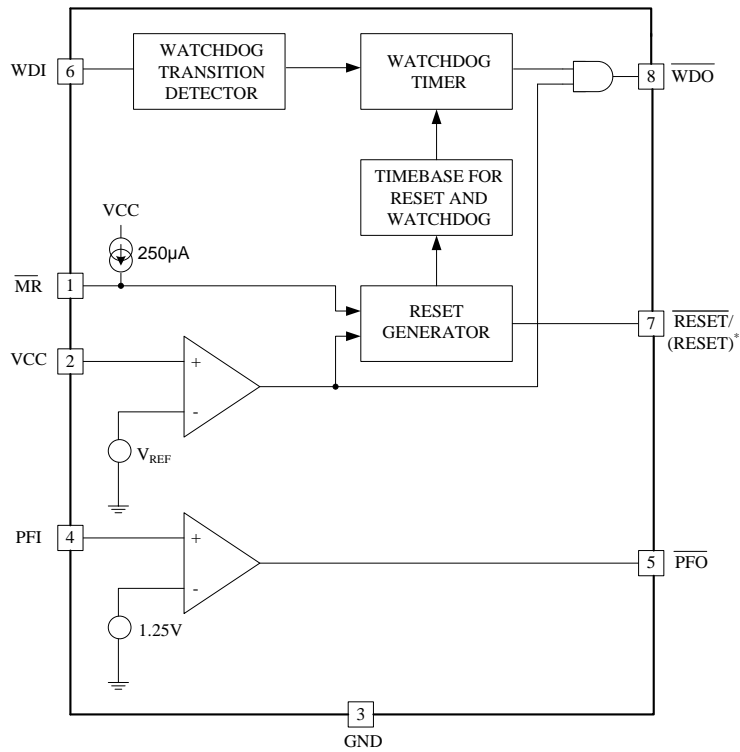 WDI
6
WATCHDOG
TRANSITION
DETECTOR
WATCHDOG
TIMER
8
WDO
TIMEBASE FOR
RESET AND
WATCHDOG
VCC
250µA
MR
1
RESET
GENERATOR
7
RESET/
(RESET)*
VCC
2
+
-
VREF
PFI
4
+
-
5
PFO
1.25V
3
GND